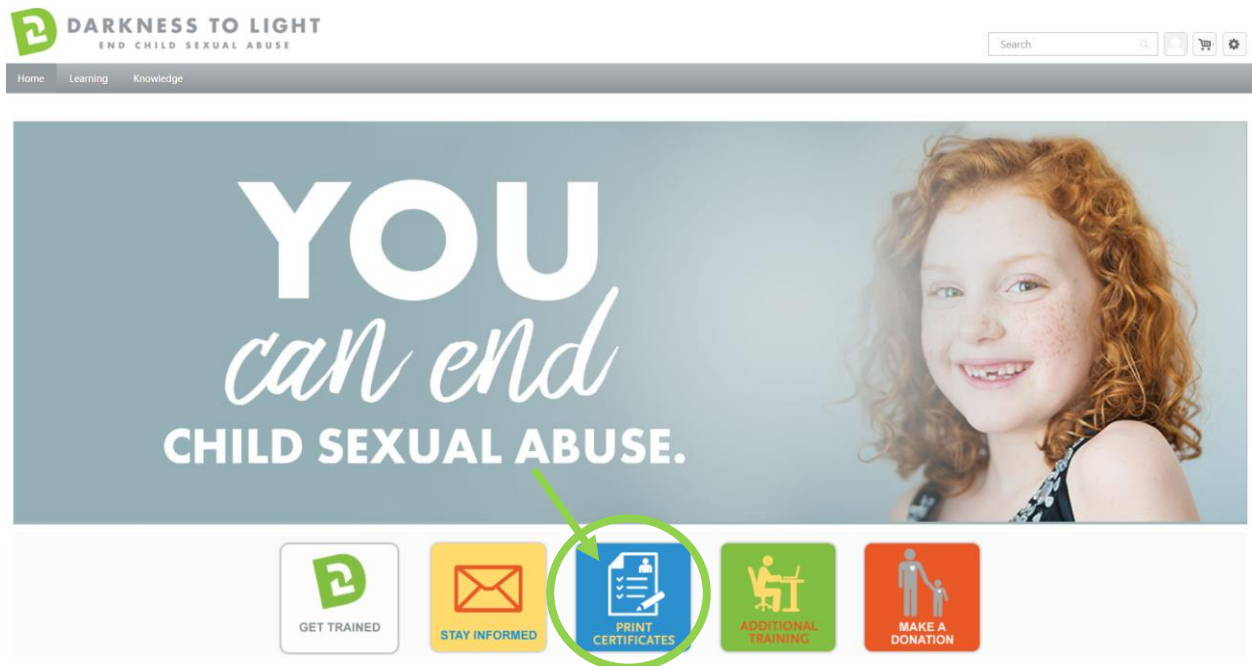 DARKNESS TO LIGHT
END CHILD SEXUAL ABUSE
Search
Home Learning Knowledge
YOU
can end
CHILD SEXUAL ABUSE.
GET TRAINED
STAY INFORMED
PRINT
CERTIFICATES
ADDITIONAL
TRAINING
MAKE A
DONATION